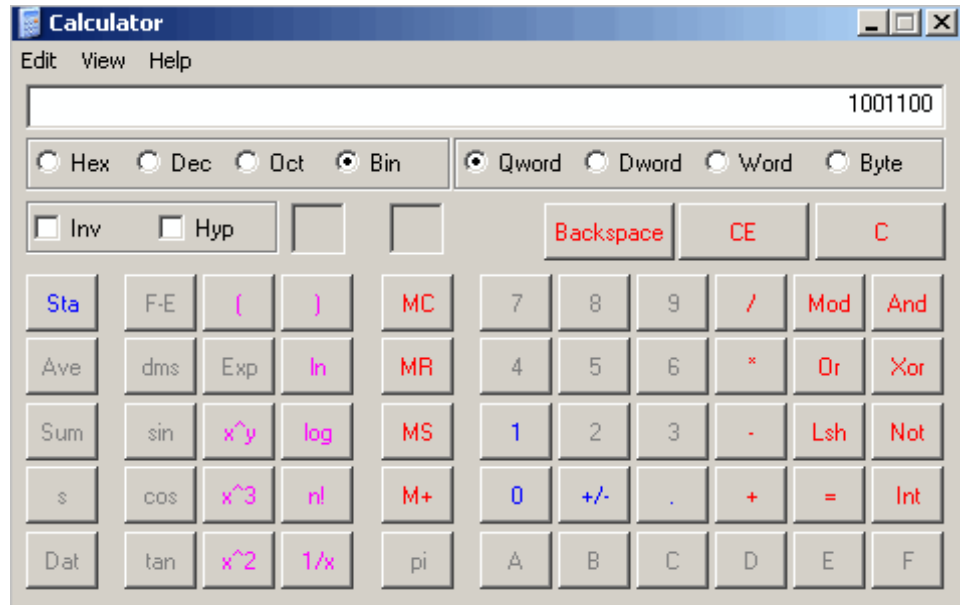 Calculator
Edit View Help
1001100
Hex Dec Oct Bin Qword Dword Word Byte
Inv Hyp Backspace CE C
Sta F-E ( ) MC 7 8 9 / Mod And
Ave dms Exp ln MR 4 5 6 * Or Xor
Sum sin x^y log MS 1 2 3 - Lsh Not
s cos x^3 n! M+ 0 +/- . + = Int
Dat tan x^2 1/x pi A B C D E F